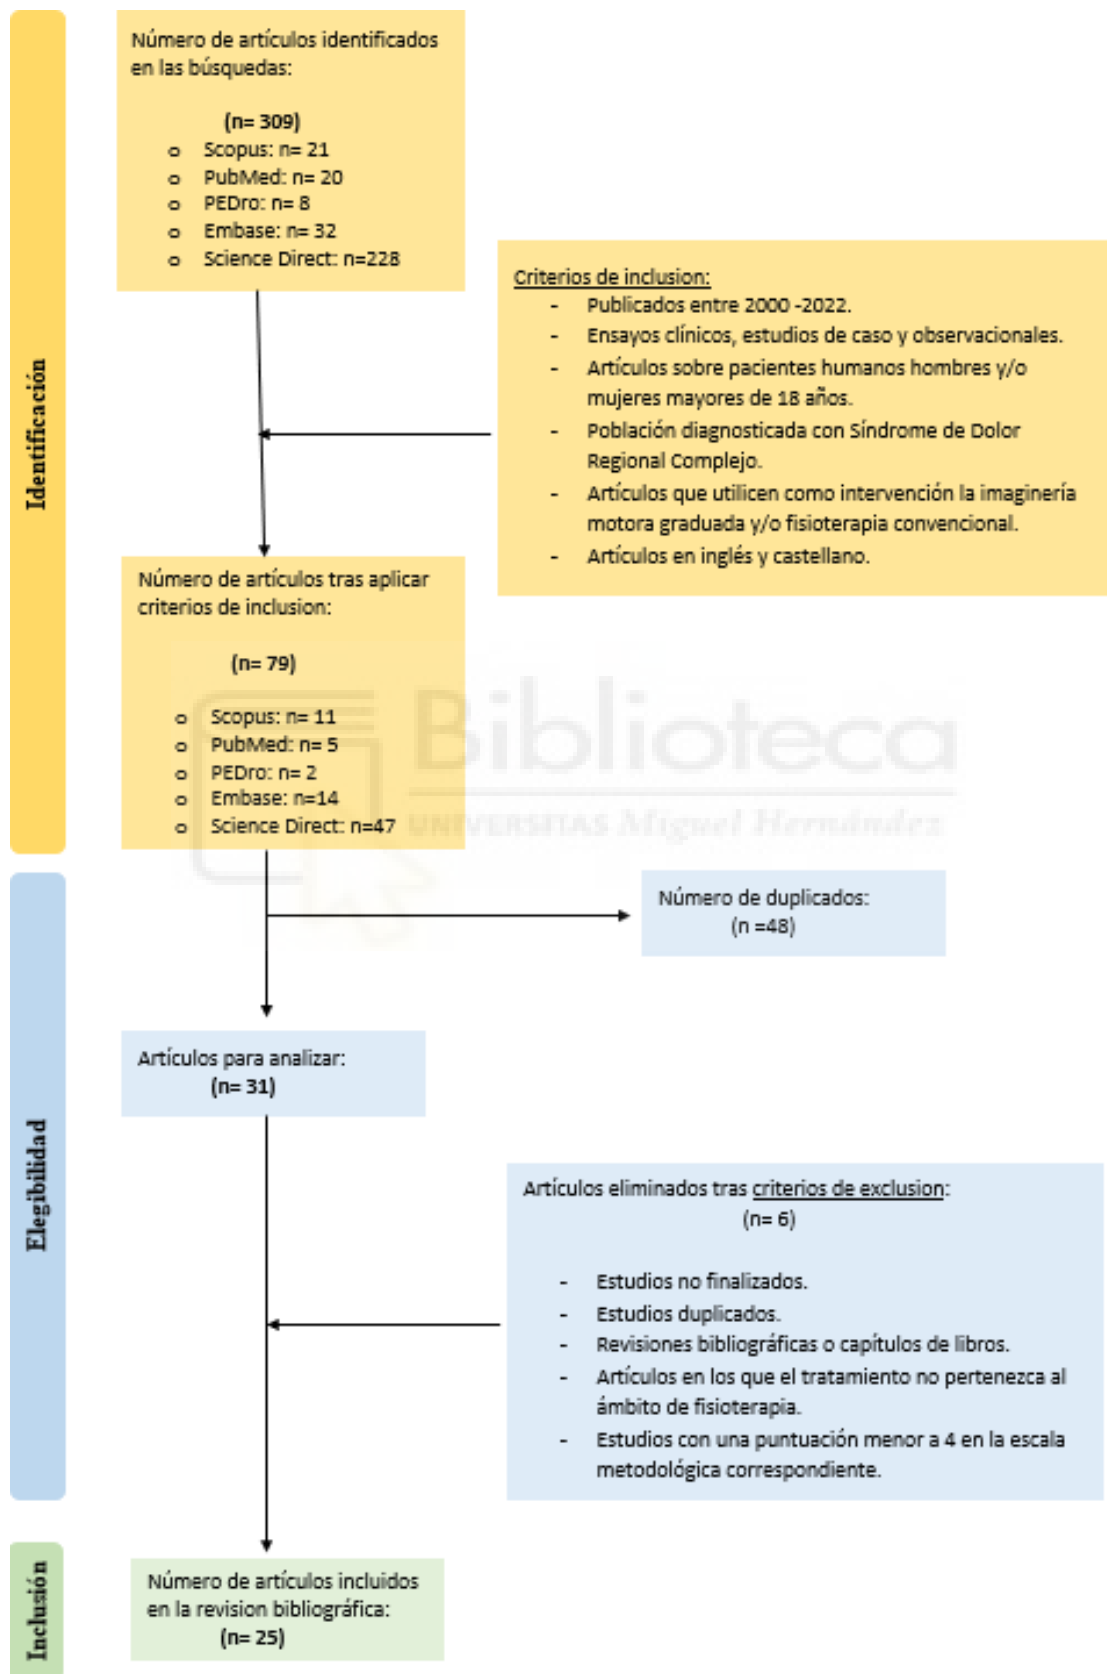 Identificación
Número de artículos identificados
en las búsquedas:
(n= 309)
o Scopus: n= 21
o PubMed: n= 20
o PEDro: n= 8
o Embase: n= 32
o Science Direct: n=228
Criterios de inclusion:
- Publicados entre 2000 -2022.
- Ensayos clínicos, estudios de caso y observacionales.
- Artículos sobre pacientes humanos hombres y/o
mujeres mayores de 18 años.
- Población diagnosticada con Síndrome de Dolor
Regional Complejo.
- Artículos que utilicen como intervención la imaginería
motora graduada y/o fisioterapia convencional.
- Artículos en inglés y castellano.
Número de artículos tras aplicar
criterios de inclusion:
(n= 79)
o Scopus: n= 11
o PubMed: n= 5
o PEDro: n= 2
o Embase: n=14
o Science Direct: n=47
Biblioteca
UNIVERSITAS Miguel Hernández
Elegibilidad
Número de duplicados:
(n =48)
Artículos para analizar:
(n= 31)
Artículos eliminados tras criterios de exclusion:
(n= 6)
- Estudios no finalizados.
- Estudios duplicados.
- Revisiones bibliográficas o capítulos de libros.
- Artículos en los que el tratamiento no pertenezca al
ámbito de fisioterapia.
- Estudios con una puntuación menor a 4 en la escala
metodológica correspondiente.
Inclusión
Número de artículos incluidos
en la revision bibliográfica:
(n= 25)